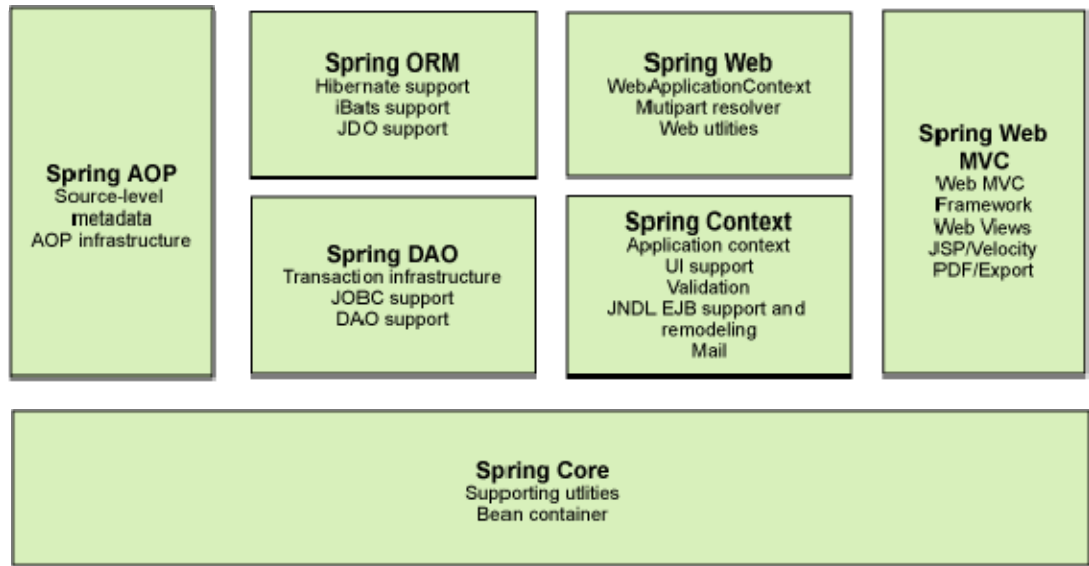 Spring AOP
Source-level
metadata
AOP infrastructure
Spring ORM
Hibernate support
iBats support
JDO support
Spring DAO
Transaction infrastructure
JOBC support
DAO support
Spring Web
WebApplicationContext
Mutipart resolver
Web utlities
Spring Context
Application context
UI support
Validation
JNDL EJB support and
remodeling
Mail
Spring Web
MVC
Web MVC
Framework
Web Views
JSP/Velocity
PDF/Export
Spring Core
Supporting utlities
Bean container